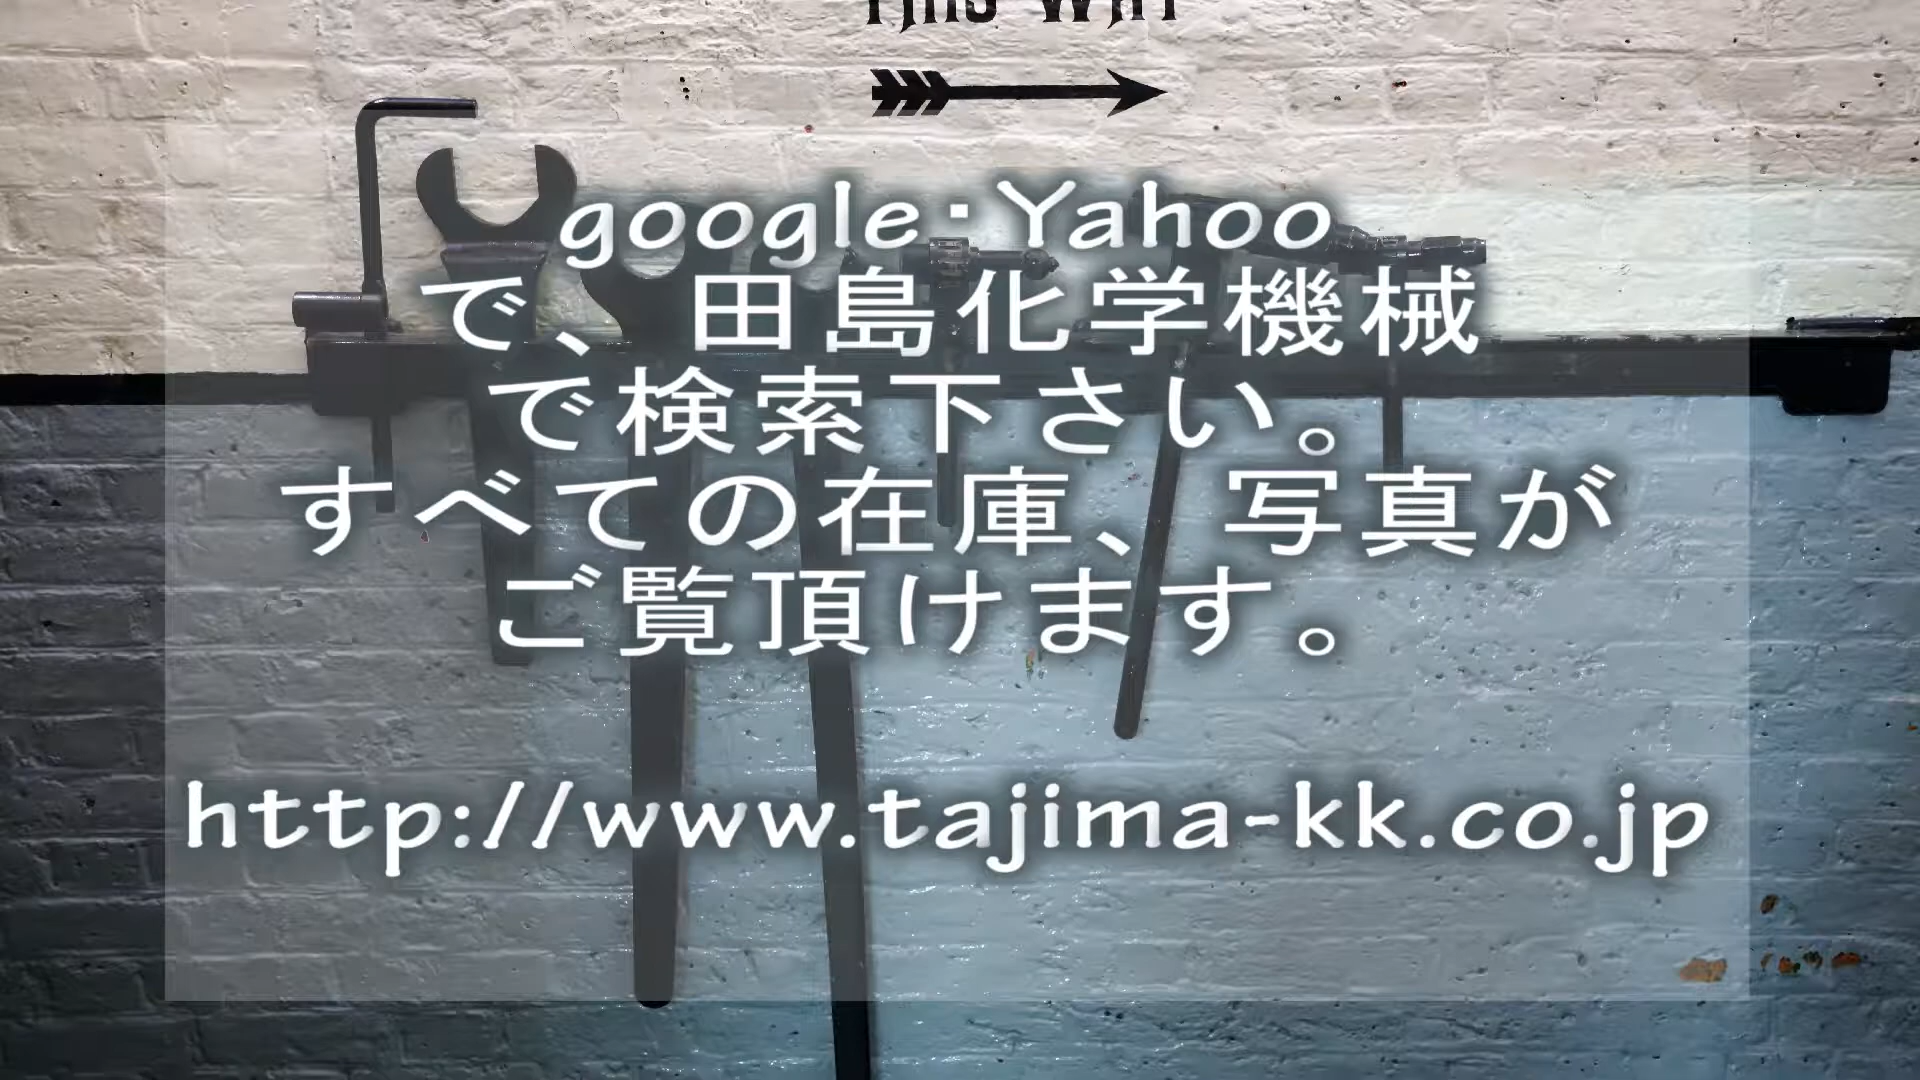 google・Yahoo
で、田島化学機械
で検索下さい。
すべての在庫、写真が
ご覧頂けます。
http://www.tajima-kk.co.jp